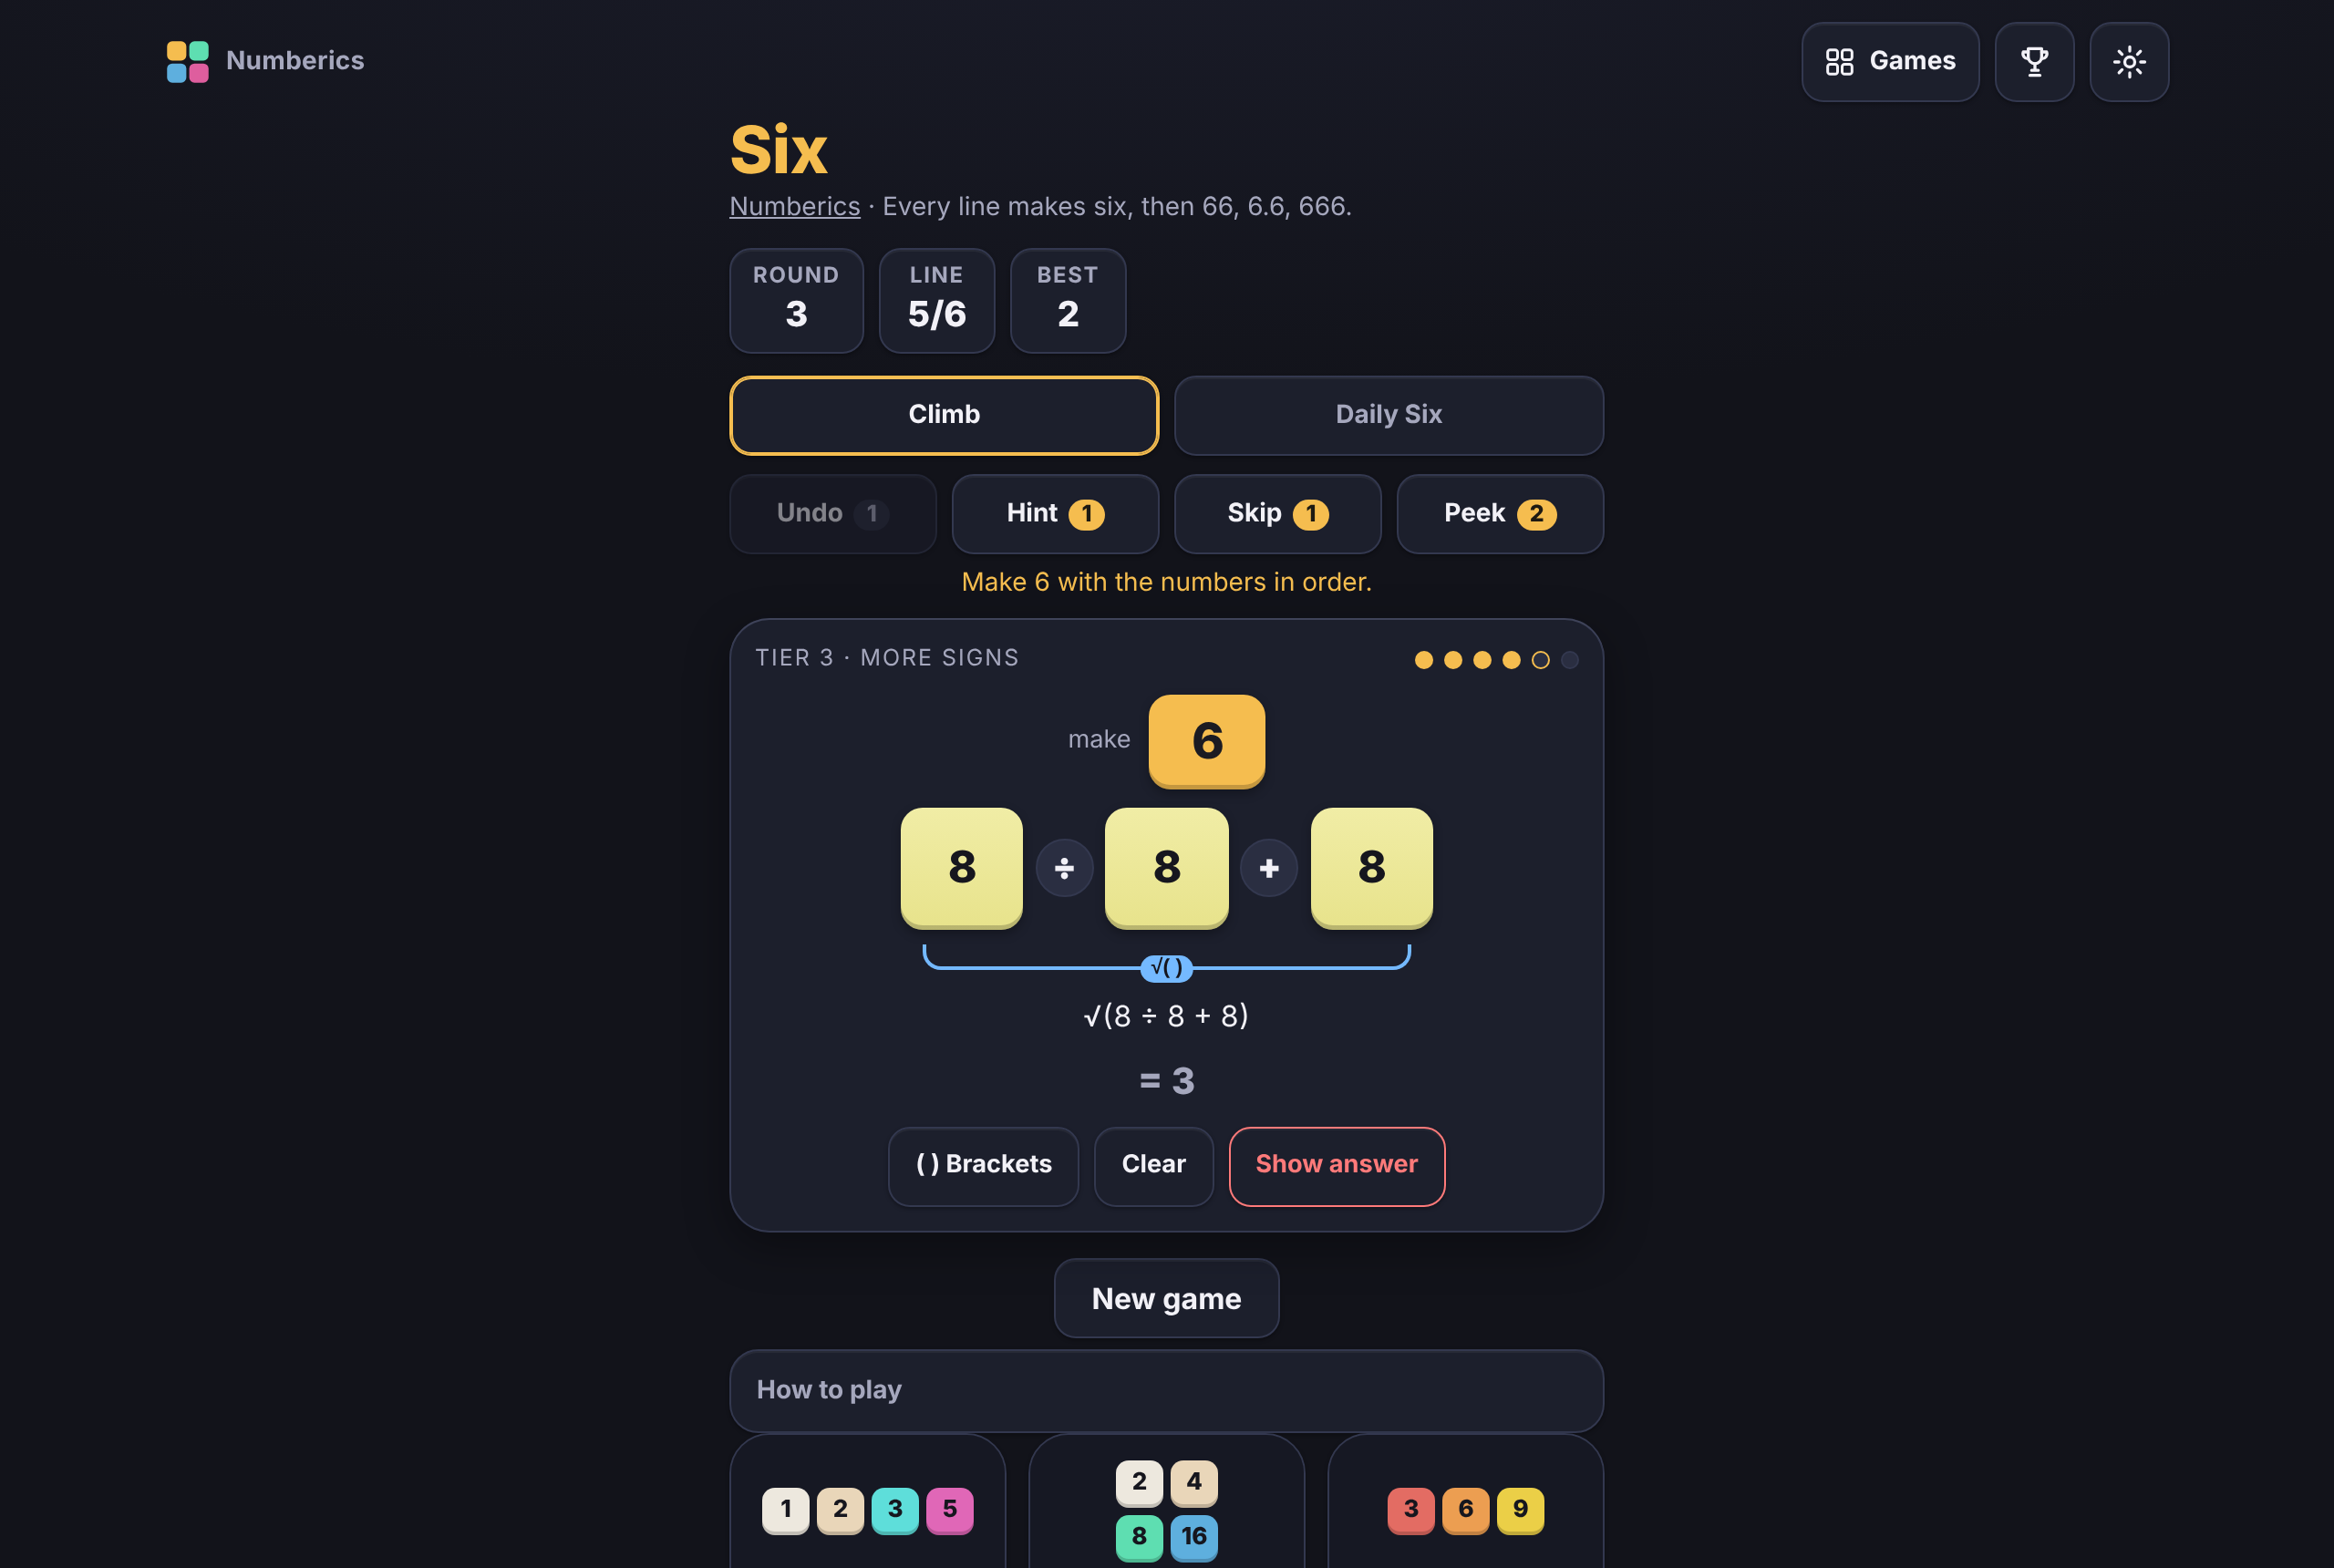 Numberics
Games
Six
Numberics · Every line makes six, then 66, 6.6, 666.
ROUND LINE BEST
3 5/6 2
Climb Daily Six
Undo 1 Hint 1 Skip 1 Peek 2
Make 6 with the numbers in order.
TIER 3 · MORE SIGNS
make 6
8 ÷ 8 + 8
√( )
√(8 ÷ 8 + 8)
= 3
( ) Brackets Clear Show answer
New game
How to play
2 4
1 2 3 5 3 6 9
8 16